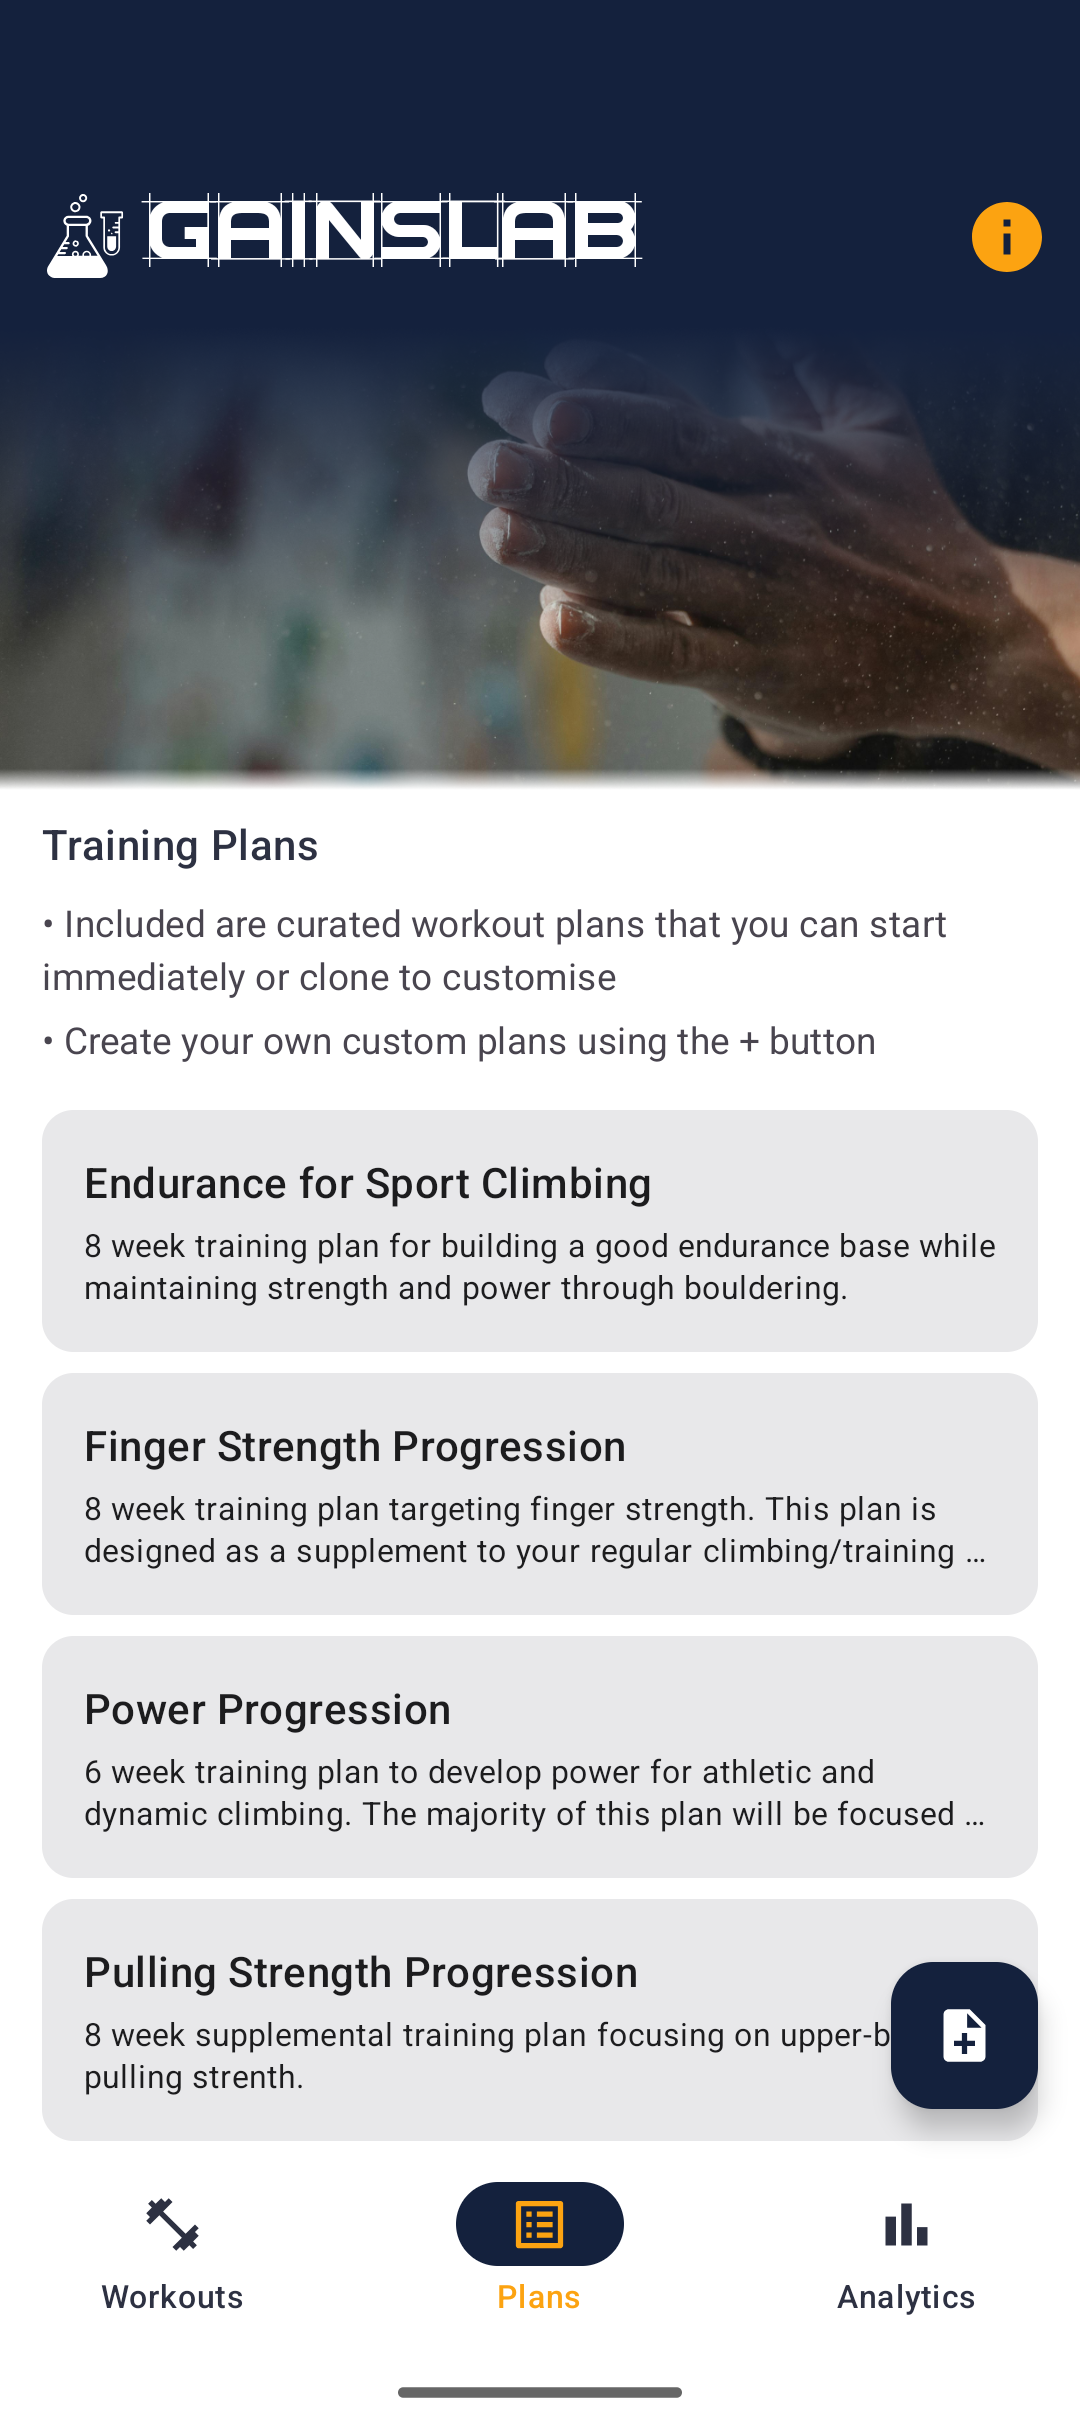 GAINSLAB
Training Plans
• Included are curated workout plans that you can start
immediately or clone to customise
• Create your own custom plans using the + button
Endurance for Sport Climbing
8 week training plan for building a good endurance base while
maintaining strength and power through bouldering.
Finger Strength Progression
8 week training plan targeting finger strength. This plan is
designed as a supplement to your regular climbing/training …
Power Progression
6 week training plan to develop power for athletic and
dynamic climbing. The majority of this plan will be focused …
Pulling Strength Progression
8 week supplemental training plan focusing on upper-b
pulling strenth.
Workouts
Plans
Analytics